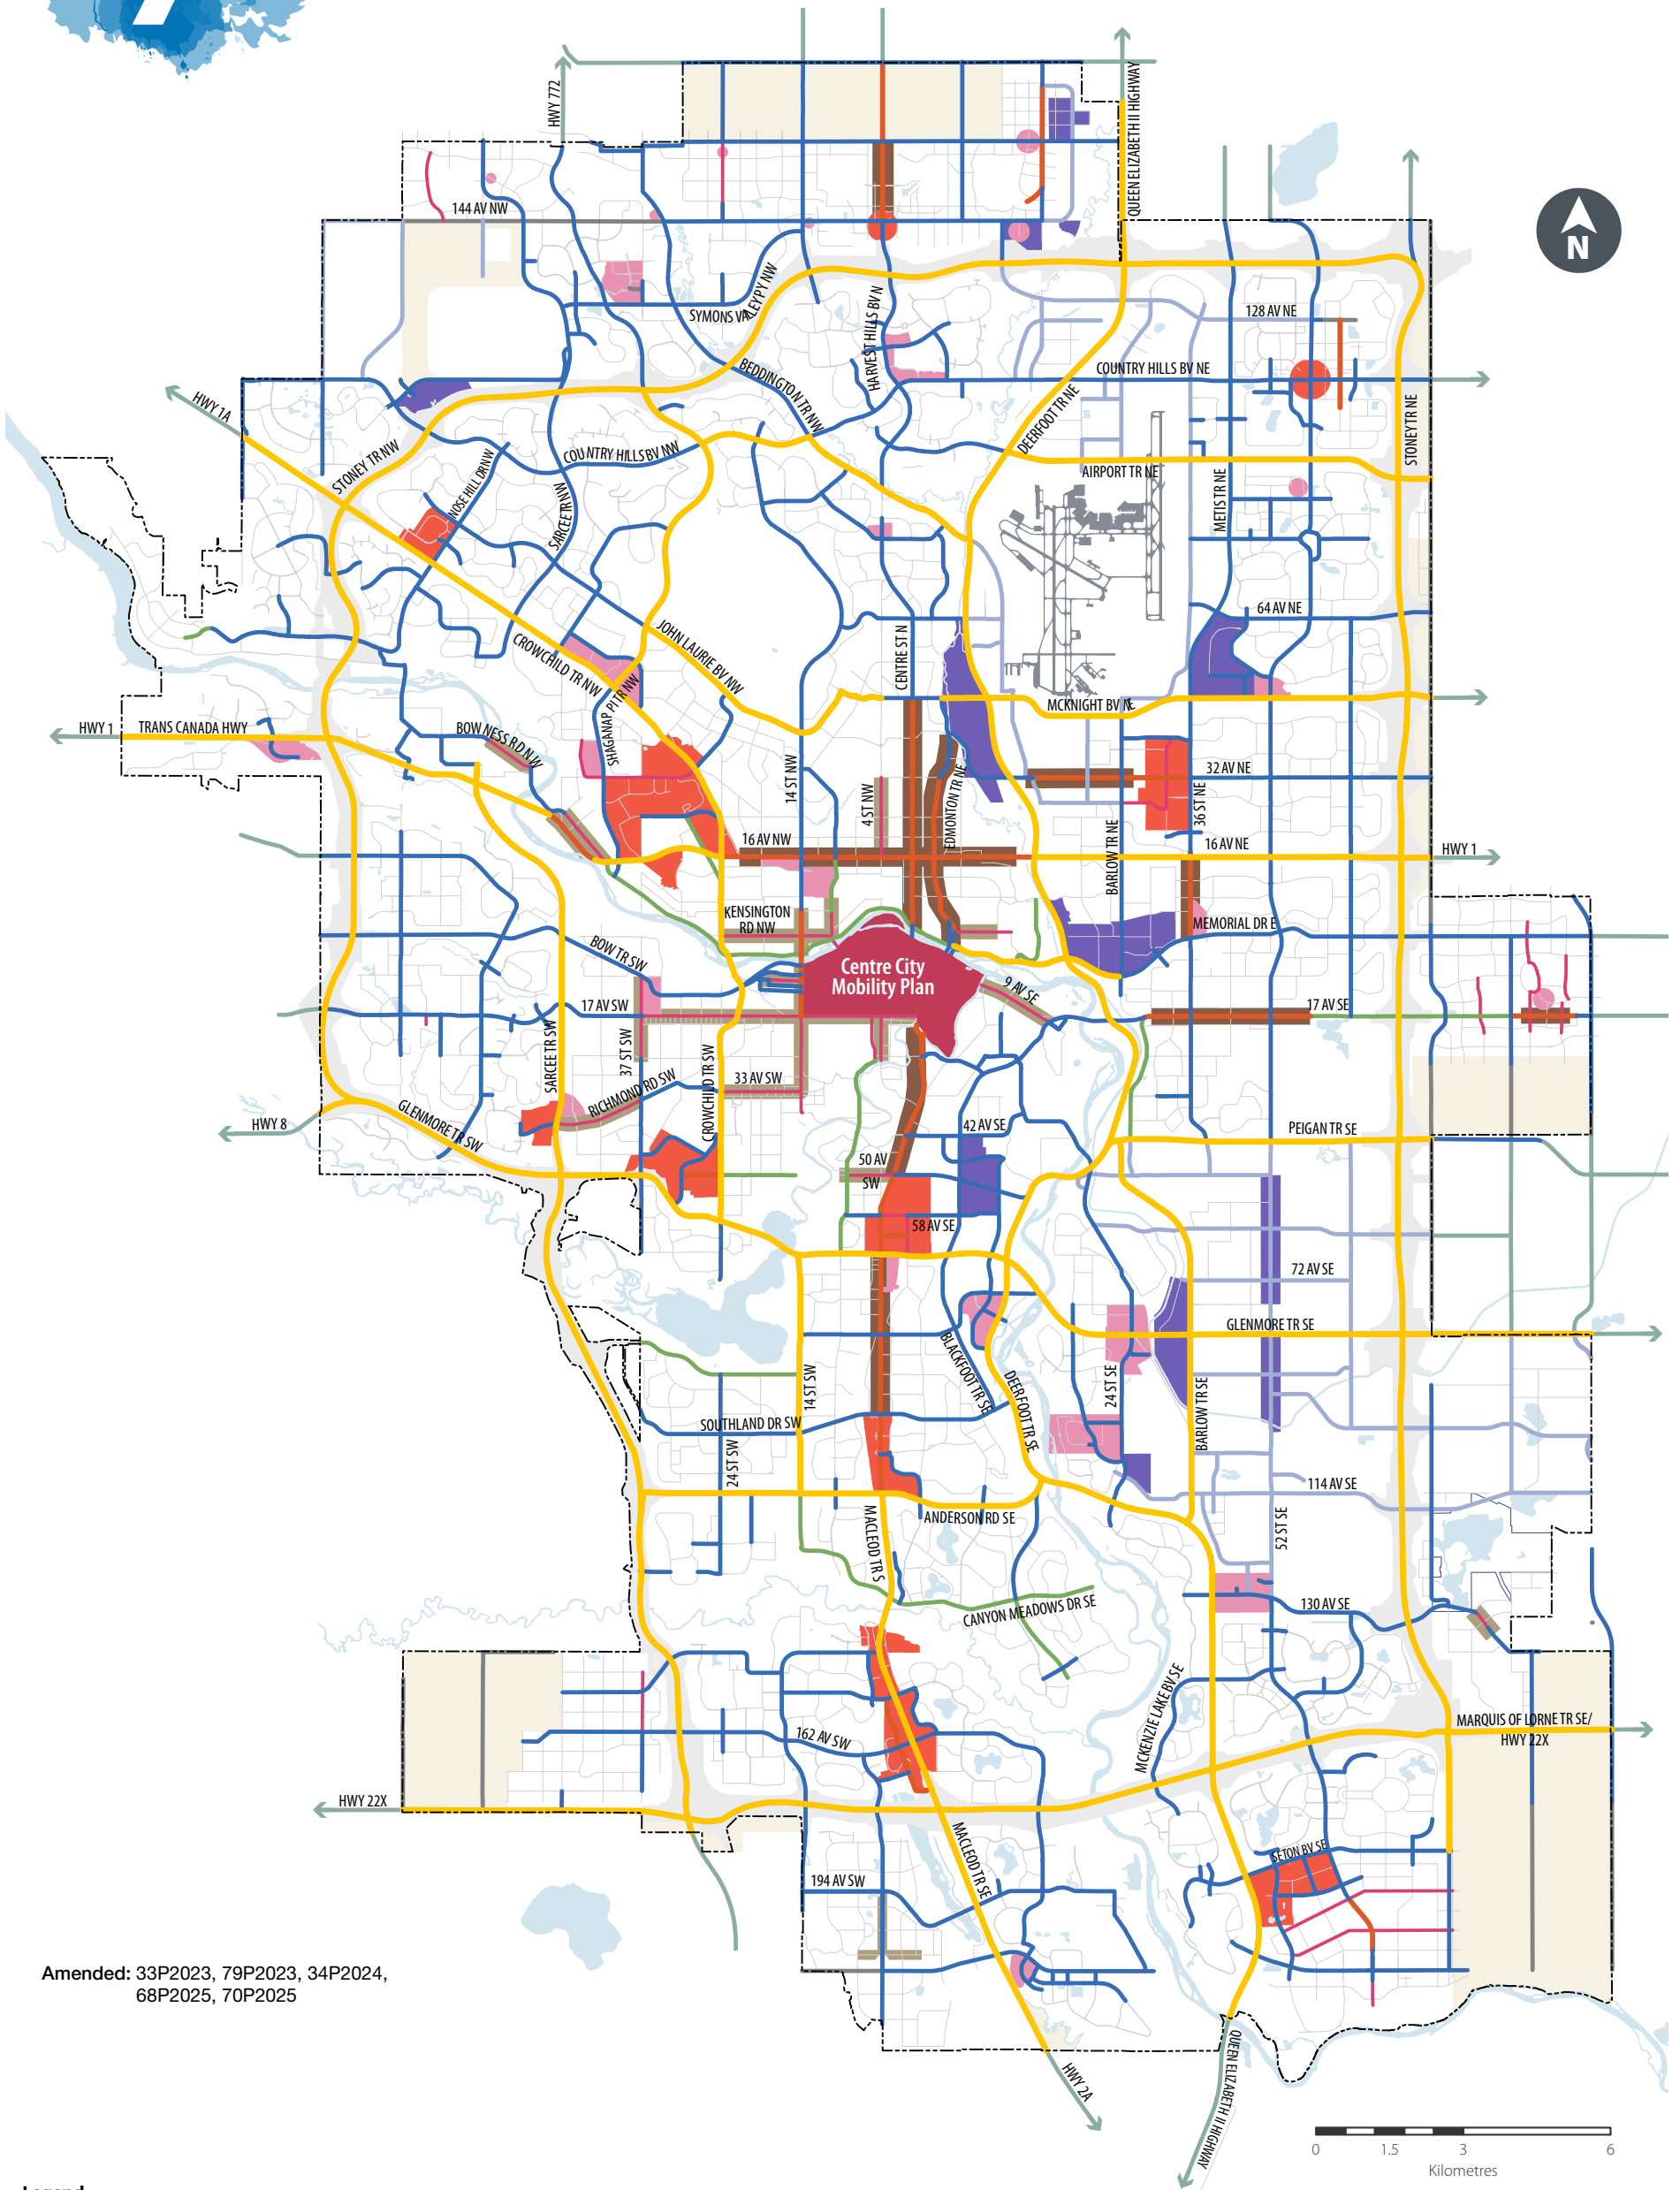 7
HWY 772
QUEEN ELIZABETH II HIGHWAY
144 AV NW
N
SYMONS VALLEY PY NW
HARVEST HILLS BV N
128 AV NE
BEDDINGTON TR NW
COUNTRY HILLS BV NE
DEERFOOT TR NE
HWY 1A
STONEY TR NE
STONEY TR NW
NOSE HILL DR NW
COUNTRY HILLS BV NW
SARCEE TR NW
AIRPORT TR NE
METIS TR NE
64 AV NE
CROWCHILD TR NW
JOHN LAURIE BV NW
CENTRE ST N
SHAGANAPPI TR NW
MCKNIGHT BV NE
HWY 1
TRANS CANADA HWY
BOWNESS RD NW
14 ST NW
4 ST NW
EDMONTON TR NE
32 AV NE
36 ST NE
BARLOW TR NE
16 AV NW
16 AV NE
HWY 1
KENSINGTON
RD NW
MEMORIAL DR E
BOW TR SW
Centre City
Mobility Plan
9 AV SE
17 AV SW
17 AV SE
SARCEE TR SW
37 ST SW
CROWCHILD TR SW
33 AV SW
RICHMOND RD SW
HWY 8
GLENMORE TR SW
42 AV SE
PEIGAN TR SE
50 AV
SW
58 AV SE
72 AV SE
GLENMORE TR SE
BLACKFOOT TR SE
DEERFOOT TR SE
14 ST SW
24 ST SE
BARLOW TR SE
SOUTHLAND DR SW
24 ST SW
114 AV SE
ANDERSON RD SE
MACLEOD TR S
52 ST SE
CANYON MEADOWS DR SE
130 AV SE
MCKENZIE LAKE BV SE
162 AV SW
MARQUIS OF LORNE TR SE/
HWY 22X
HWY 22X
MACLEOD TR SE
SETON BV SE
194 AV SW
Amended: 33P2023, 79P2023, 34P2024,
68P2025, 70P2025
HWY 2A
QUEEN ELIZABETH II HIGHWAY
0 1.5 3 6
Kilometres
Legend